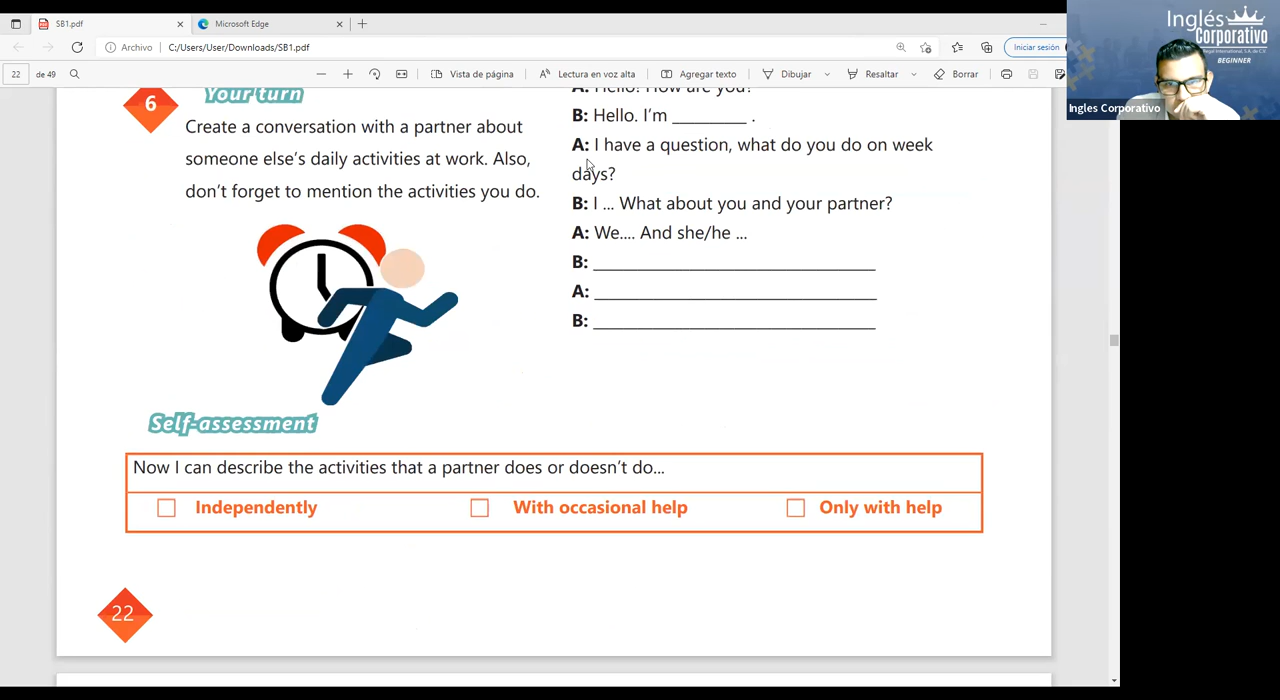 SB1.pdf
Microsoft Edge
Archivo
C:/Users/User/Downloads/SB1.pdf
Iniciar sesión
22 de 49
Vista de página
Lectura en voz alta
Agregar texto
Dibujar
Resaltar
Borrar
Inglés
Corporativo
BEGINNER
Ingles Corporativo
6
Your turn
Create a conversation with a partner about
someone else's daily activities at work. Also,
don't forget to mention the activities you do.
A: Hello! How are you?
B: Hello. I'm ________ .
A: I have a question, what do you do on week
days?
B: I ... What about you and your partner?
A: We.... And she/he ...
B: ______________________________
A: ______________________________
B: ______________________________
Self-assessment
Now I can describe the activities that a partner does or doesn't do...
Independently
With occasional help
Only with help
22